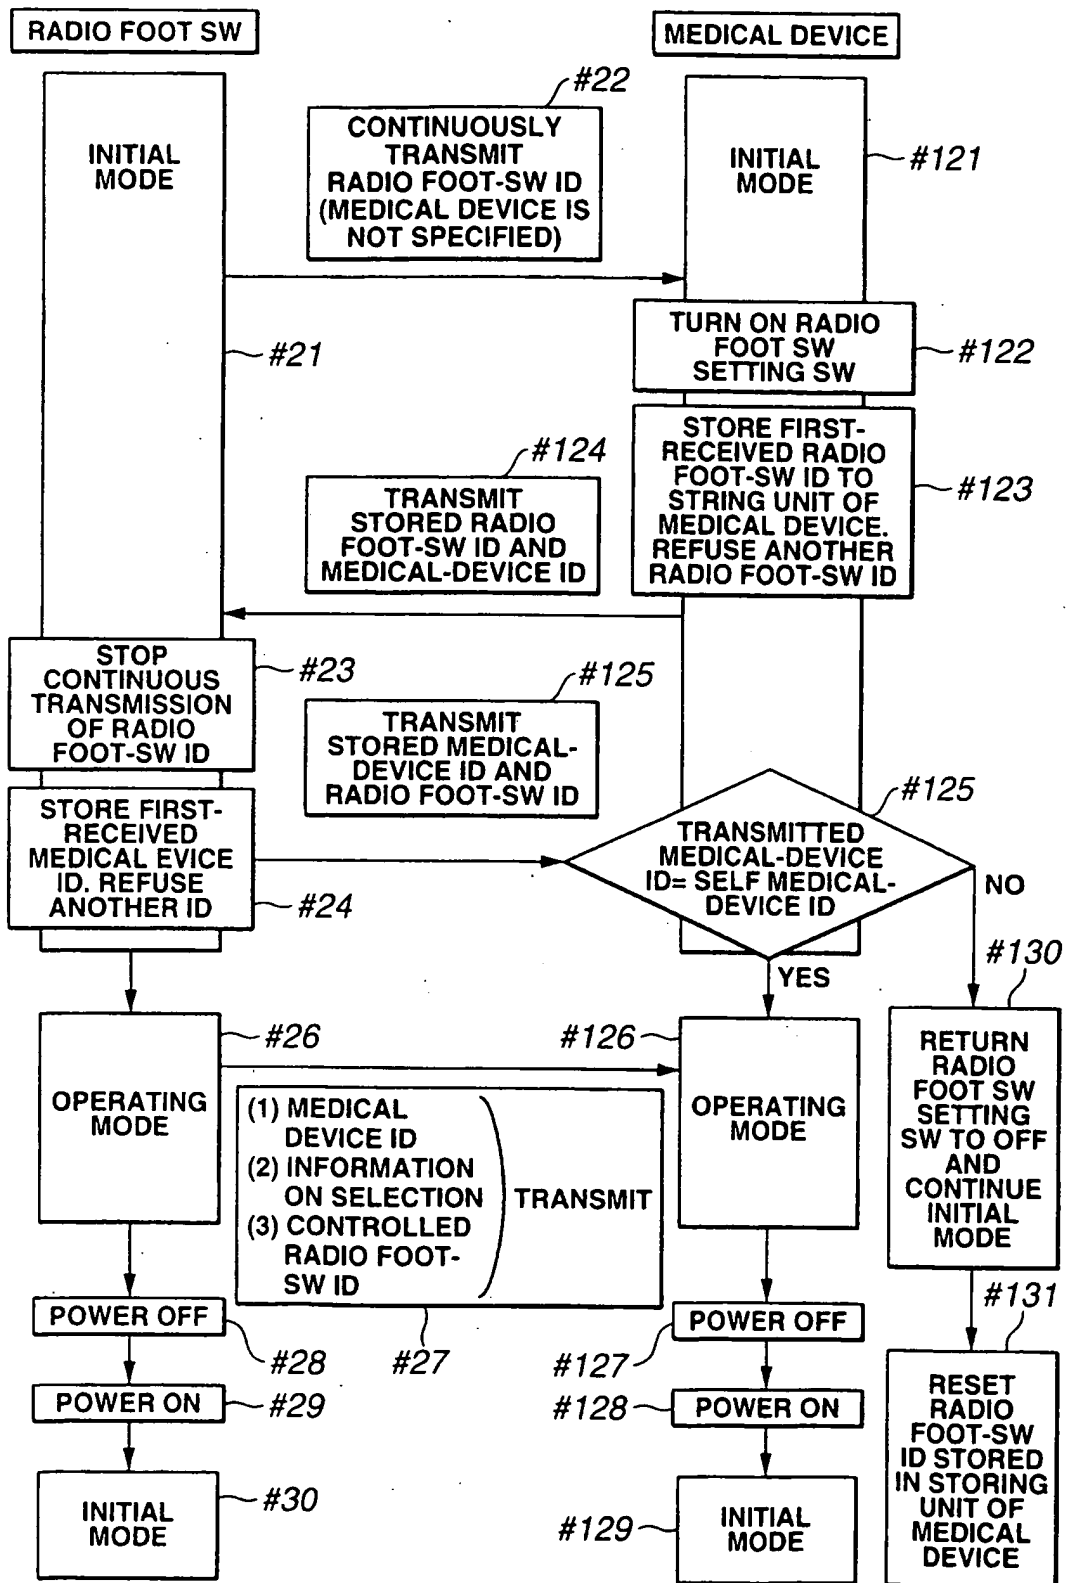 RADIO FOOT SW
MEDICAL DEVICE
#22
CONTINUOUSLY
TRANSMIT
RADIO FOOT-SW ID
(MEDICAL DEVICE IS
NOT SPECIFIED)
INITIAL
MODE
INITIAL
MODE
#121
#21
TURN ON RADIO
FOOT SW
SETTING SW
#122
STORE FIRST-
RECEIVED RADIO
FOOT-SW ID TO
STRING UNIT OF
MEDICAL DEVICE.
REFUSE ANOTHER
RADIO FOOT-SW ID
#123
#124
TRANSMIT
STORED RADIO
FOOT-SW ID AND
MEDICAL-DEVICE ID
STOP
CONTINUOUS
TRANSMISSION
OF RADIO
FOOT-SW ID
#23
#125
TRANSMIT
STORED MEDICAL-
DEVICE ID AND
RADIO FOOT-SW ID
STORE FIRST-
RECEIVED
MEDICAL EVICE
ID. REFUSE
ANOTHER ID
#24
#125
TRANSMITTED
MEDICAL-DEVICE
ID= SELF MEDICAL-
DEVICE ID
NO
YES
#130
RETURN
RADIO
FOOT SW
SETTING
SW TO OFF
AND
CONTINUE
INITIAL
MODE
#26
OPERATING
MODE
#126
OPERATING
MODE
(1) MEDICAL
DEVICE ID
(2) INFORMATION
ON SELECTION
(3) CONTROLLED
RADIO FOOT-
SW ID
TRANSMIT
#27
POWER OFF
#28
POWER ON
#29
INITIAL
MODE
#30
POWER OFF
#127
POWER ON
#128
INITIAL
MODE
#129
#131
RESET
RADIO
FOOT-SW
ID STORED
IN STORING
UNIT OF
MEDICAL
DEVICE